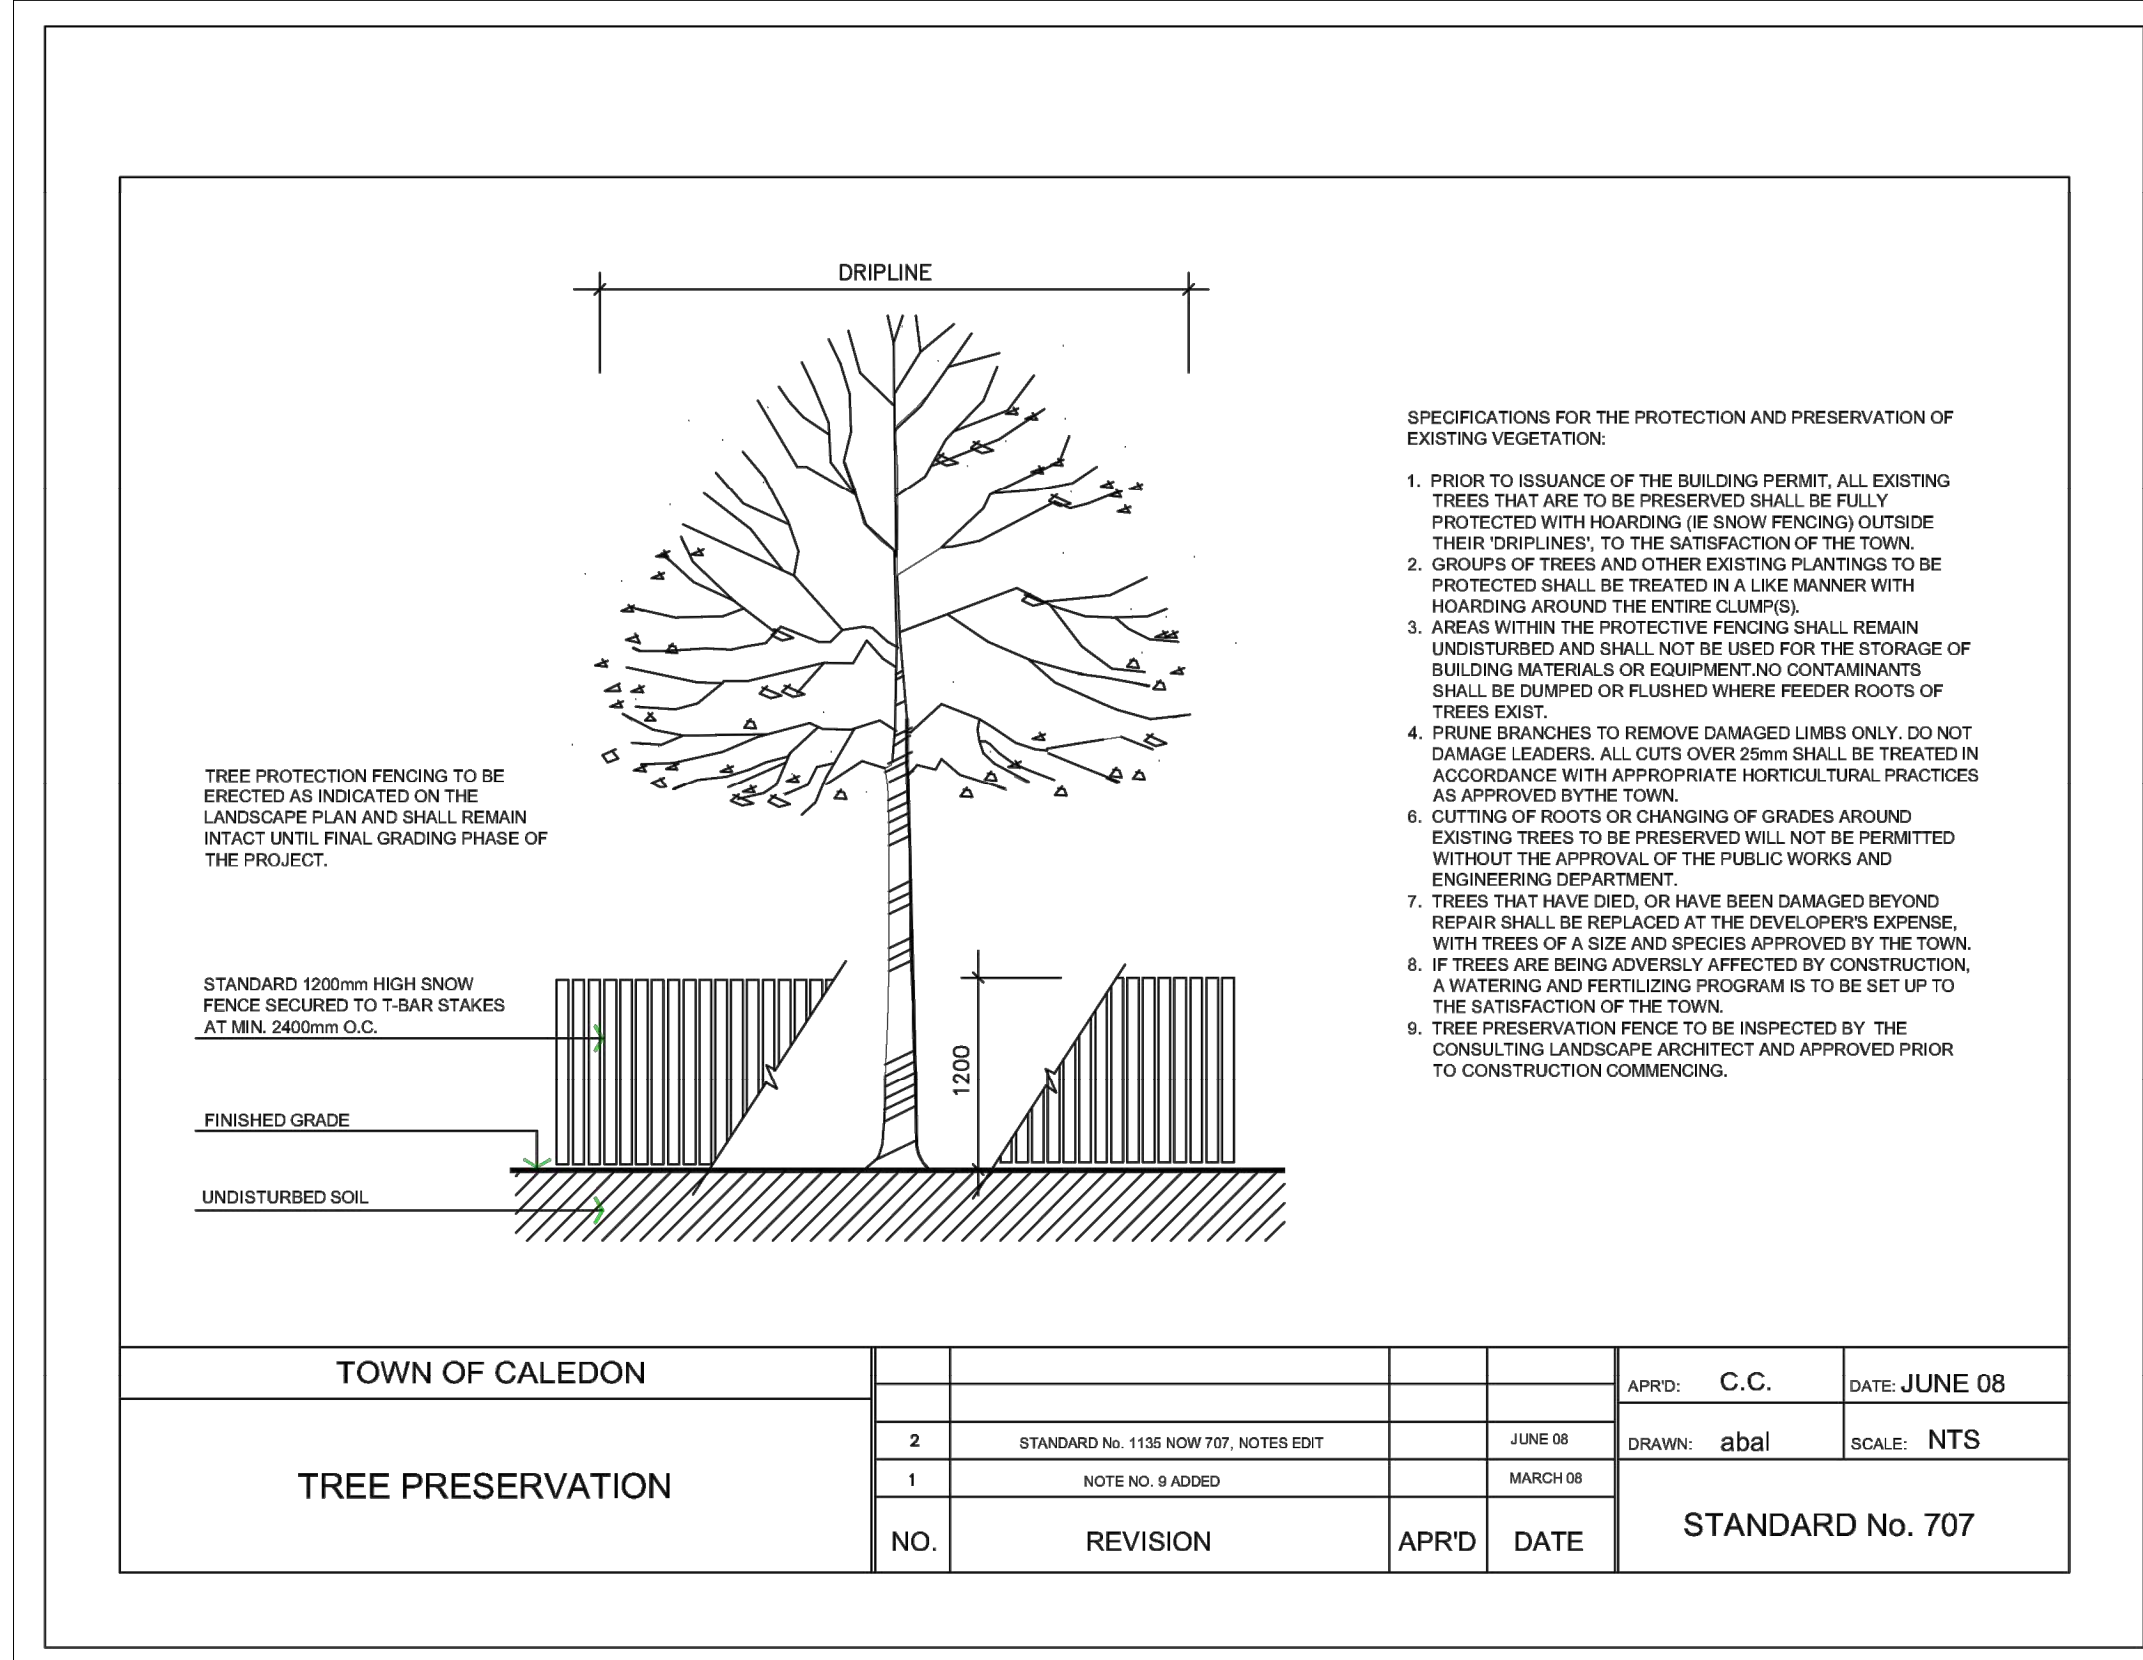 DRIPLINE
SPECIFICATIONS FOR THE PROTECTION AND PRESERVATION OF
EXISTING VEGETATION:
1. PRIOR TO ISSUANCE OF THE BUILDING PERMIT, ALL EXISTING
TREES THAT ARE TO BE PRESERVED SHALL BE FULLY
PROTECTED WITH HOARDING (IE SNOW FENCING) OUTSIDE
THEIR 'DRIPLINES', TO THE SATISFACTION OF THE TOWN.
2. GROUPS OF TREES AND OTHER EXISTING PLANTINGS TO BE
PROTECTED SHALL BE TREATED IN A LIKE MANNER WITH
HOARDING AROUND THE ENTIRE CLUMP(S).
3. AREAS WITHIN THE PROTECTIVE FENCING SHALL REMAIN
UNDISTURBED AND SHALL NOT BE USED FOR THE STORAGE OF
BUILDING MATERIALS OR EQUIPMENT.NO CONTAMINANTS
SHALL BE DUMPED OR FLUSHED WHERE FEEDER ROOTS OF
TREES EXIST.
4. PRUNE BRANCHES TO REMOVE DAMAGED LIMBS ONLY. DO NOT
DAMAGE LEADERS. ALL CUTS OVER 25mm SHALL BE TREATED IN
ACCORDANCE WITH APPROPRIATE HORTICULTURAL PRACTICES
AS APPROVED BYTHE TOWN.
6. CUTTING OF ROOTS OR CHANGING OF GRADES AROUND
EXISTING TREES TO BE PRESERVED WILL NOT BE PERMITTED
WITHOUT THE APPROVAL OF THE PUBLIC WORKS AND
ENGINEERING DEPARTMENT.
7. TREES THAT HAVE DIED, OR HAVE BEEN DAMAGED BEYOND
REPAIR SHALL BE REPLACED AT THE DEVELOPER'S EXPENSE,
WITH TREES OF A SIZE AND SPECIES APPROVED BY THE TOWN.
8. IF TREES ARE BEING ADVERSLY AFFECTED BY CONSTRUCTION,
A WATERING AND FERTILIZING PROGRAM IS TO BE SET UP TO
THE SATISFACTION OF THE TOWN.
9. TREE PRESERVATION FENCE TO BE INSPECTED BY THE
CONSULTING LANDSCAPE ARCHITECT AND APPROVED PRIOR
TO CONSTRUCTION COMMENCING.
TREE PROTECTION FENCING TO BE
ERECTED AS INDICATED ON THE
LANDSCAPE PLAN AND SHALL REMAIN
INTACT UNTIL FINAL GRADING PHASE OF
THE PROJECT.
STANDARD 1200mm HIGH SNOW
FENCE SECURED TO T-BAR STAKES
AT MIN. 2400mm O.C.
1200
FINISHED GRADE
UNDISTURBED SOIL
TOWN OF CALEDON
TREE PRESERVATION
2 STANDARD No. 1135 NOW 707, NOTES EDIT JUNE 08
1 NOTE NO. 9 ADDED MARCH 08
NO. REVISION APR'D DATE
APR'D: C.C. DATE: JUNE 08
DRAWN: abal SCALE: NTS
STANDARD No. 707